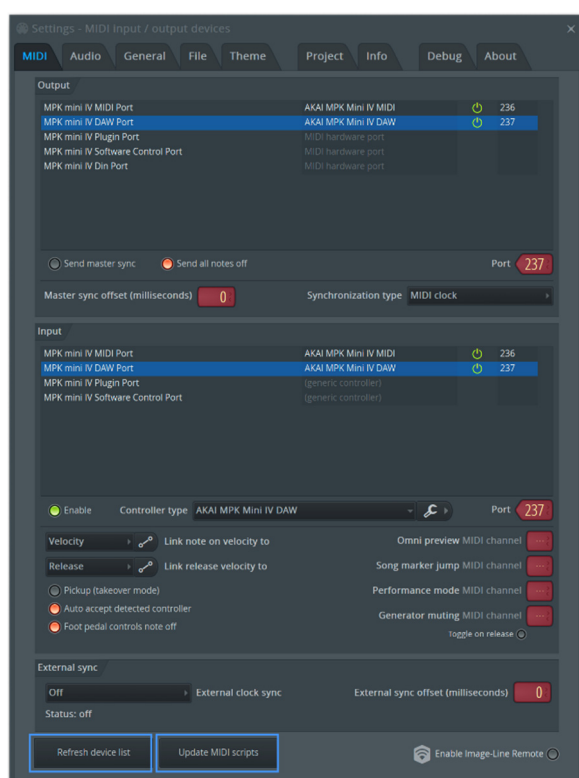 Settings - MIDI input / output devices
MIDI Audio General File Theme Project Info Debug About
Output
MPK mini IV MIDI Port AKAI MPK Mini IV MIDI 236
MPK mini IV DAW Port AKAI MPK Mini IV DAW 237
MPK mini IV Plugin Port MIDI hardware port
MPK mini IV Software Control Port MIDI hardware port
MPK mini IV Din Port MIDI hardware port
Send master sync Send all notes off Port 237
Master sync offset (milliseconds) 0 Synchronization type MIDI clock
Input
MPK mini IV MIDI Port AKAI MPK Mini IV MIDI 236
MPK mini IV DAW Port AKAI MPK Mini IV DAW 237
MPK mini IV Plugin Port (generic controller)
MPK mini IV Software Control Port (generic controller)
Enable Controller type AKAI MPK Mini IV DAW Port 237
Velocity Link note on velocity to Omni preview MIDI channel ---
Release Link release velocity to Song marker jump MIDI channel ---
Pickup (takeover mode) Performance mode MIDI channel ---
Auto accept detected controller Generator muting MIDI channel ---
Foot pedal controls note off Toggle on release
External sync
Off External clock sync External sync offset (milliseconds) 0
Status: off
Refresh device list Update MIDI scripts Enable Image-Line Remote